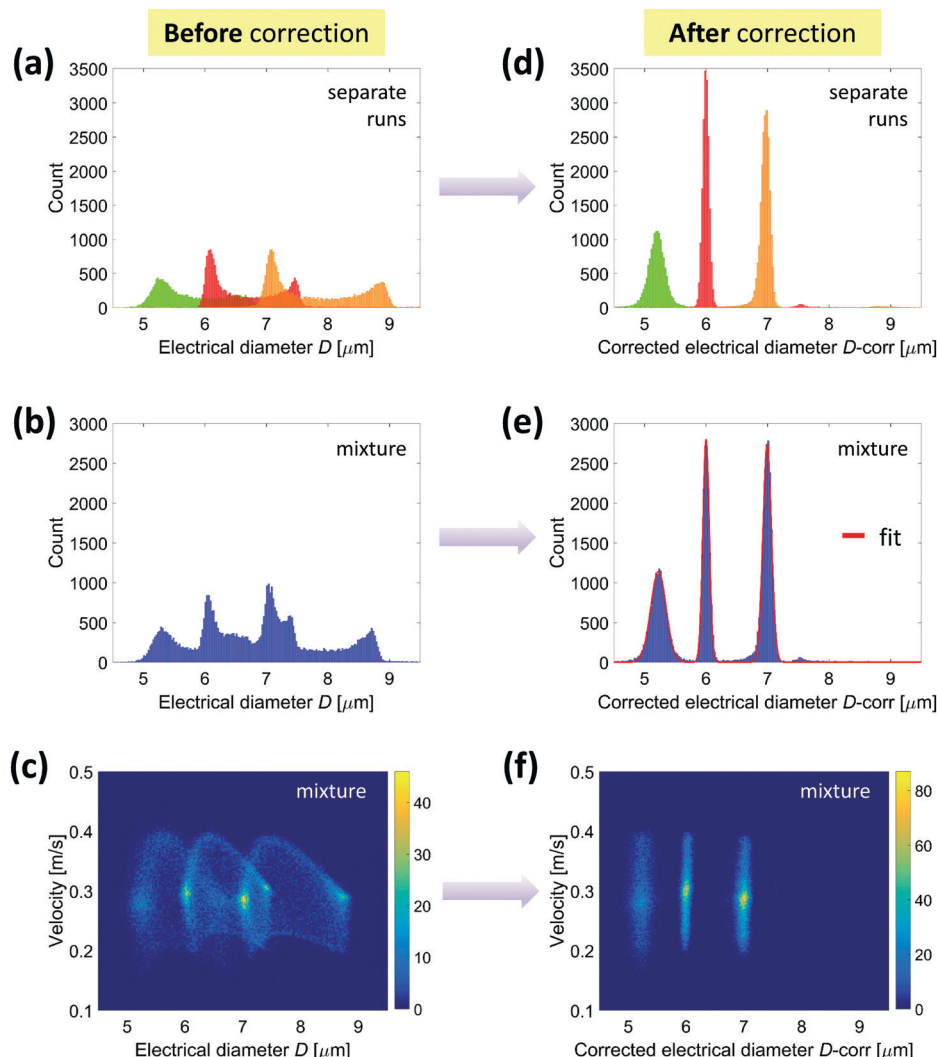 Before correction
After correction
(a)
3500
3000
2500
2000
1500
1000
500
0
Count
separate
runs
5 6 7 8 9
Electrical diameter D [μm]
(d)
3500
3000
2500
2000
1500
1000
500
0
Count
separate
runs
5 6 7 8 9
Corrected electrical diameter D-corr [μm]
(b)
3000
2500
2000
1500
1000
500
0
Count
mixture
5 6 7 8 9
Electrical diameter D [μm]
(e)
3000
2500
2000
1500
1000
500
0
Count
mixture
fit
5 6 7 8 9
Corrected electrical diameter D-corr [μm]
(c)
0.5
0.4
0.3
0.2
0.1
Velocity [m/s]
mixture
40
30
20
10
0
5 6 7 8 9
Electrical diameter D [μm]
(f)
0.5
0.4
0.3
0.2
0.1
Velocity [m/s]
mixture
80
60
40
20
0
5 6 7 8 9
Corrected electrical diameter D-corr [μm]